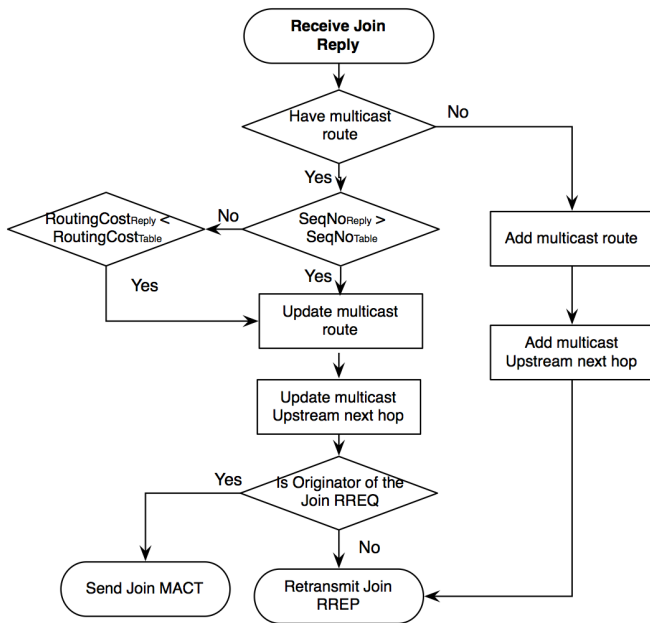 Receive Join
Reply
Have multicast
route
No
Yes
RoutingCostReply <
RoutingCostTable
No
SeqNoReply >
SeqNoTable
Add multicast route
Yes
Yes
Update multicast
route
Add multicast
Upstream next hop
Update multicast
Upstream next hop
Yes
Is Originator of the
Join RREQ
No
Send Join MACT
Retransmit Join
RREP